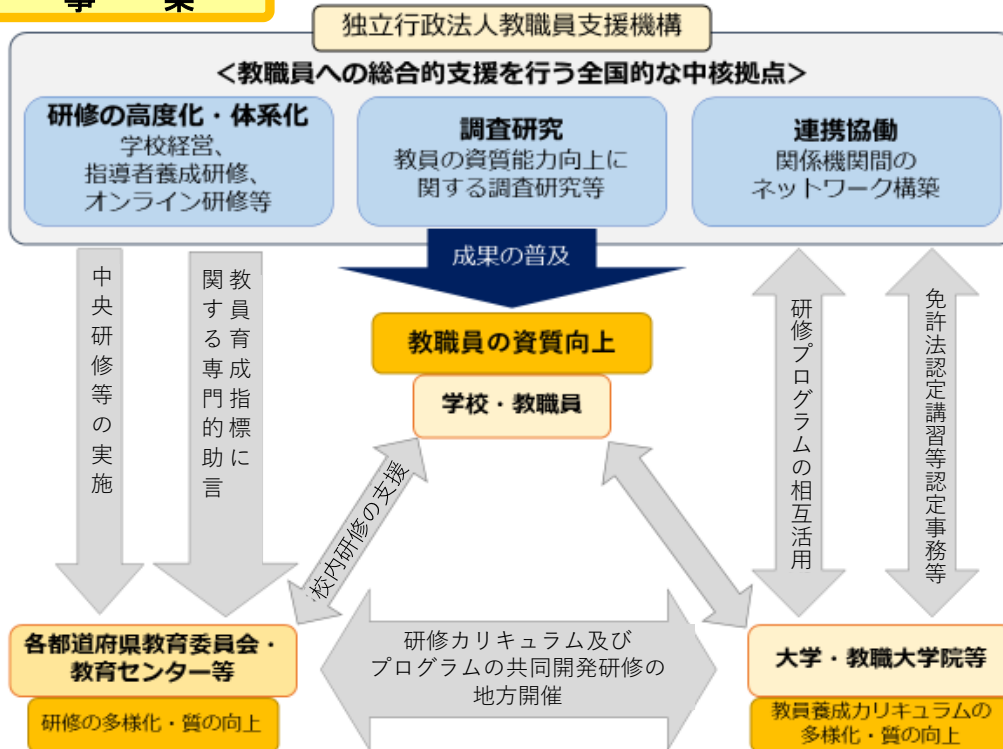 事　業
独立行政法人教職員支援機構
＜教職員への総合的支援を行う全国的な中核拠点＞
研修の高度化・体系化
学校経営、
指導者養成研修、
オンライン研修等
調査研究
教員の資質能力向上に
関する調査研究等
連携協働
関係機関間の
ネットワーク構築
成果の普及
中央研修等の実施
教員育成指標に
関する専門的助言
教職員の資質向上
学校・教職員
研修プログラムの相互活用
免許法認定講習等認定事務等
校内研修の支援
各都道府県教育委員会・
教育センター等
研修の多様化・質の向上
研修カリキュラム及び
プログラムの共同開発研修の
地方開催
大学・教職大学院等
教員養成カリキュラムの
多様化・質の向上